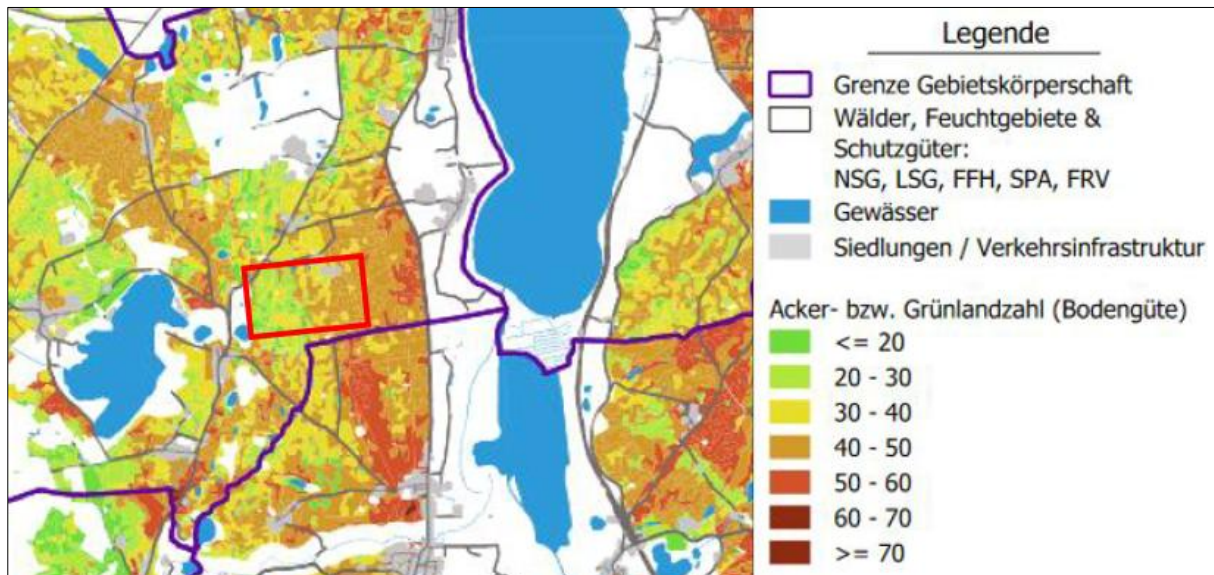 Legende
Grenze Gebietskörperschaft
Wälder, Feuchtgebiete &
Schutzgüter:
NSG, LSG, FFH, SPA, FRV
Gewässer
Siedlungen / Verkehrsinfrastruktur
Acker- bzw. Grünlandzahl (Bodengüte)
<= 20
20 - 30
30 - 40
40 - 50
50 - 60
60 - 70
>= 70